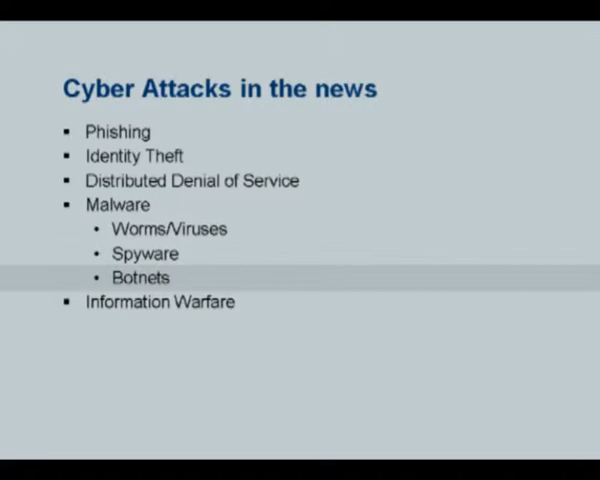 Cyber Attacks in the news
▪ Phishing
▪ Identity Theft
▪ Distributed Denial of Service
▪ Malware
• Worms/Viruses
• Spyware
• Botnets
▪ Information Warfare